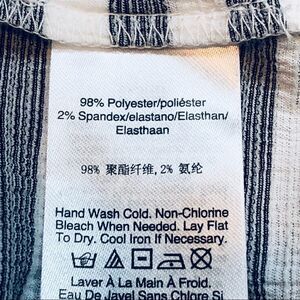 98% Polyester/poliéster
2% Spandex/elastano/Elasthan/
Elasthaan
98% 聚酯纤维, 2% 氨纶
Hand Wash Cold. Non-Chlorine
Bleach When Needed. Lay Flat
To Dry. Cool Iron If Necessary.
Laver À La Main À Froid.
Eau De Javel Sans Chlore Si